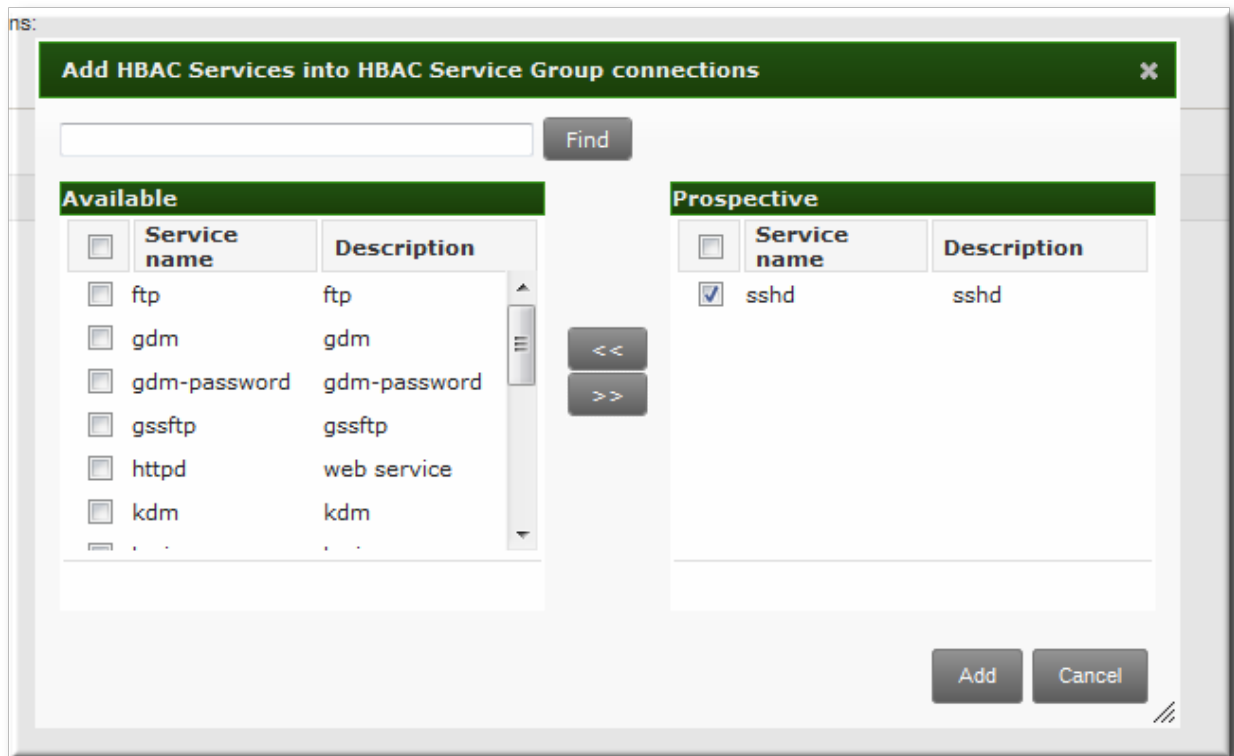 ns:
Add HBAC Services into HBAC Service Group connections
Find
Available
Service name
Description
ftp ftp
gdm gdm
gdm-password gdm-password
gssftp gssftp
httpd web service
kdm kdm
<<
>>
Prospective
Service name
Description
sshd sshd
Add Cancel